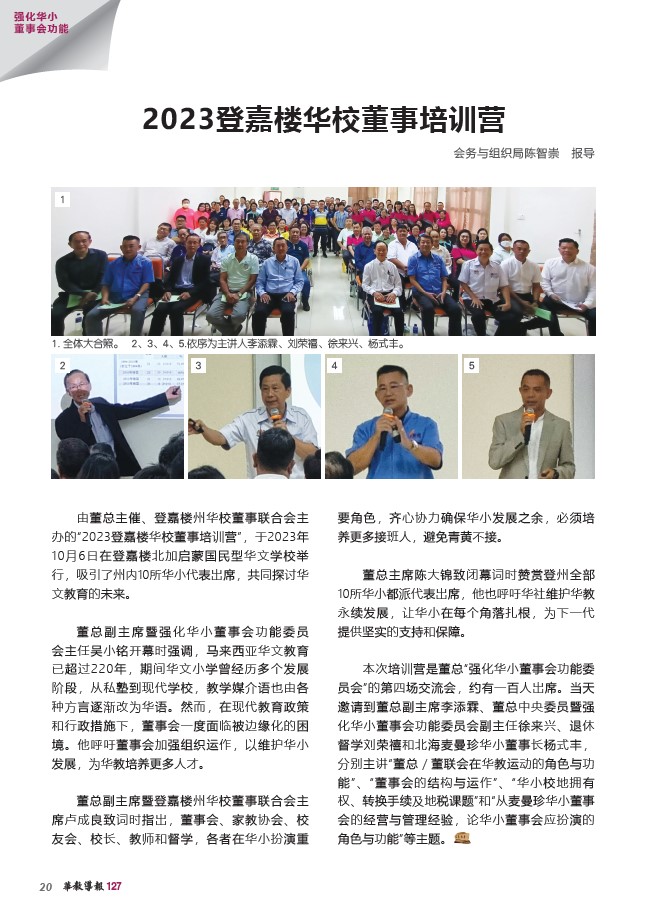 强化华小
董事会功能
2023登嘉楼华校董事培训营
会务与组织局陈智崇　报导
1
1. 全体大合照。　2、3、4、5.依序为主讲人李添霖、刘荣禧、徐来兴、杨式丰。
2
3
4
5
由董总主催、登嘉楼州华校董事联合会主
办的“2023登嘉楼华校董事培训营”，于2023年
10月6日在登嘉楼北加启蒙国民型华文学校举
行，吸引了州内10所华小代表出席，共同探讨华
文教育的未来。
董总副主席暨强化华小董事会功能委员
会主任吴小铭开幕时强调，马来西亚华文教育
已超过220年，期间华文小学曾经历多个发展
阶段，从私塾到现代学校，教学媒介语也由各
种方言逐渐改为华语。然而，在现代教育政策
和行政措施下，董事会一度面临被边缘化的困
境。他呼吁董事会加强组织运作，以维护华小
发展，为华教培养更多人才。
董总副主席暨登嘉楼州华校董事联合会主
席卢成良致词时指出，董事会、家教协会、校
友会、校长、教师和督学，各者在华小扮演重
要角色，齐心协力确保华小发展之余，必须培
养更多接班人，避免青黄不接。
董总主席陈大锦致闭幕词时赞赏登州全部
10所华小都派代表出席，他也呼吁华社维护华教
永续发展，让华小在每个角落扎根，为下一代
提供坚实的支持和保障。
本次培训营是董总“强化华小董事会功能委
员会”的第四场交流会，约有一百人出席。当天
邀请到董总副主席李添霖、董总中央委员暨强
化华小董事会功能委员会副主任徐来兴、退休
督学刘荣禧和北海麦曼珍华小董事长杨式丰，
分别主讲“董总 / 董联会在华教运动的角色与功
能”、“董事会的结构与运作”、“华小校地拥有
权、转换手续及地税课题”和“从麦曼珍华小董事
会的经营与管理经验，论华小董事会应扮演的
角色与功能”等主题。
20 華教導報 127